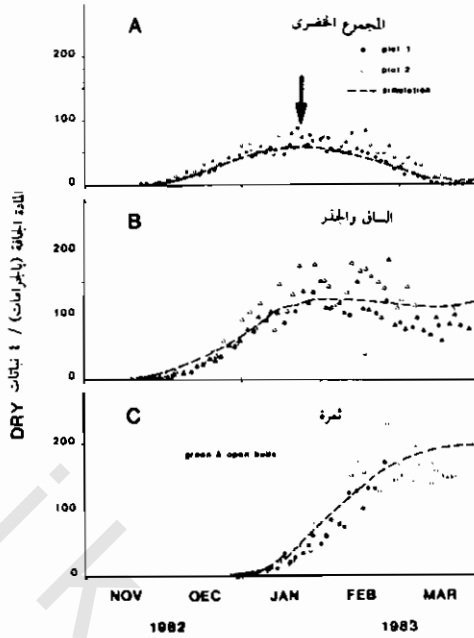 A
المجموع الخضري
plot 1
plot 2
simulation
200
100
0
B
الساق والجذر
200
100
0
C
ثمرة
green & open bolls
200
100
0
DRY المادة الجافة (بالجرامات) / ٤ نباتات
NOV DEC JAN FEB MAR
1982 1983